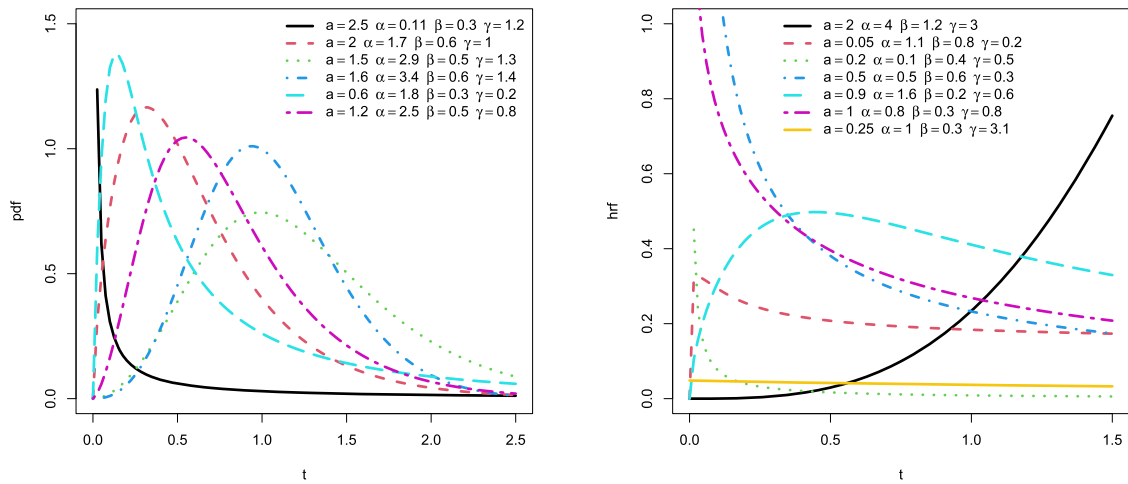 1.5
1.0
0.5
0.0
pdf
0.0 0.5 1.0 1.5 2.0 2.5
t
a = 2.5 α = 0.11 β = 0.3 γ = 1.2
a = 2 α = 1.7 β = 0.6 γ = 1
a = 1.5 α = 2.9 β = 0.5 γ = 1.3
a = 1.6 α = 3.4 β = 0.6 γ = 1.4
a = 0.6 α = 1.8 β = 0.3 γ = 0.2
a = 1.2 α = 2.5 β = 0.5 γ = 0.8
1.0
0.8
0.6
0.4
0.2
0.0
hrf
0.0 0.5 1.0 1.5
t
a = 2 α = 4 β = 1.2 γ = 3
a = 0.05 α = 1.1 β = 0.8 γ = 0.2
a = 0.2 α = 0.1 β = 0.4 γ = 0.5
a = 0.5 α = 0.5 β = 0.6 γ = 0.3
a = 0.9 α = 1.6 β = 0.2 γ = 0.6
a = 1 α = 0.8 β = 0.3 γ = 0.8
a = 0.25 α = 1 β = 0.3 γ = 3.1